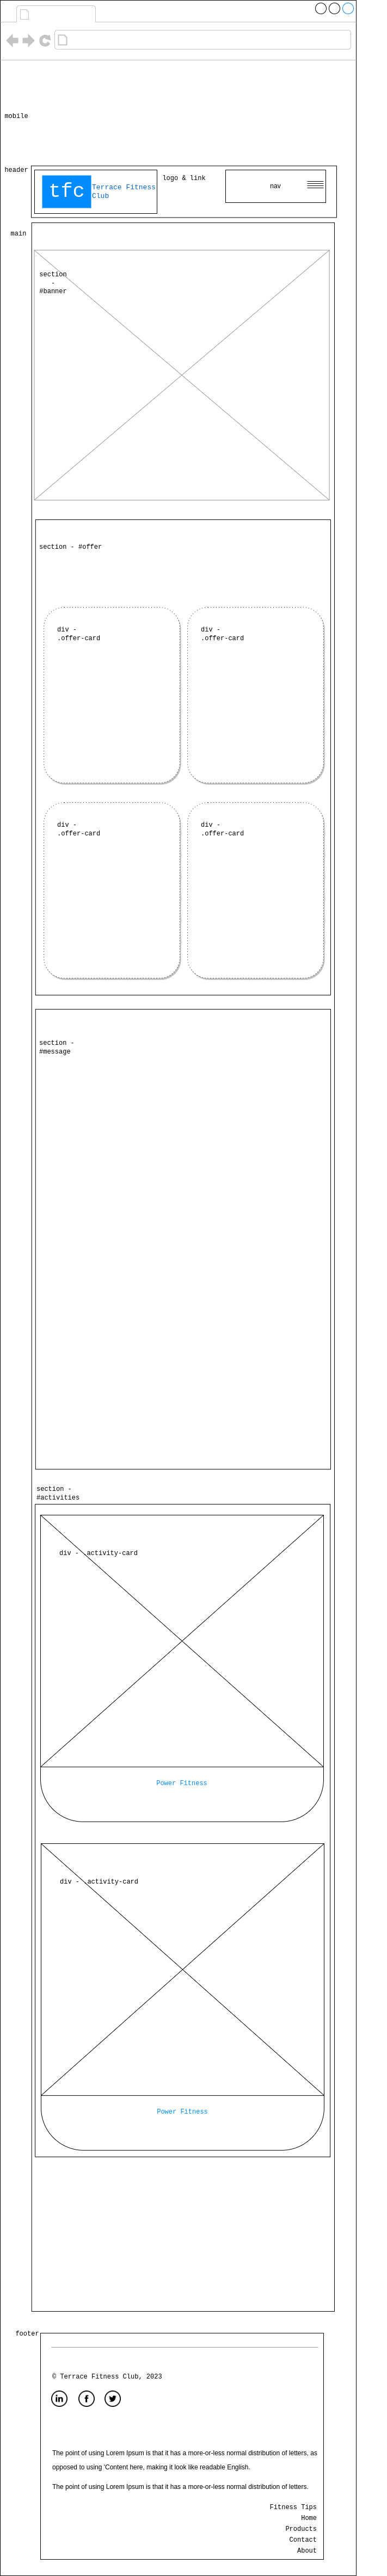 mobile
header
tfc
Terrace Fitness
Club
logo & link
nav
main
section
-
#banner
section - #offer
div -
.offer-card
div -
.offer-card
div -
.offer-card
div -
.offer-card
section -
#message
section -
#activities
div - .activity-card
Power Fitness
div - .activity-card
Power Fitness
footer
© Terrace Fitness Club, 2023
The point of using Lorem Ipsum is that it has a more-or-less normal distribution of letters, as
opposed to using 'Content here, making it look like readable English.
The point of using Lorem Ipsum is that it has a more-or-less normal distribution of letters.
Fitness Tips
Home
Products
Contact
About